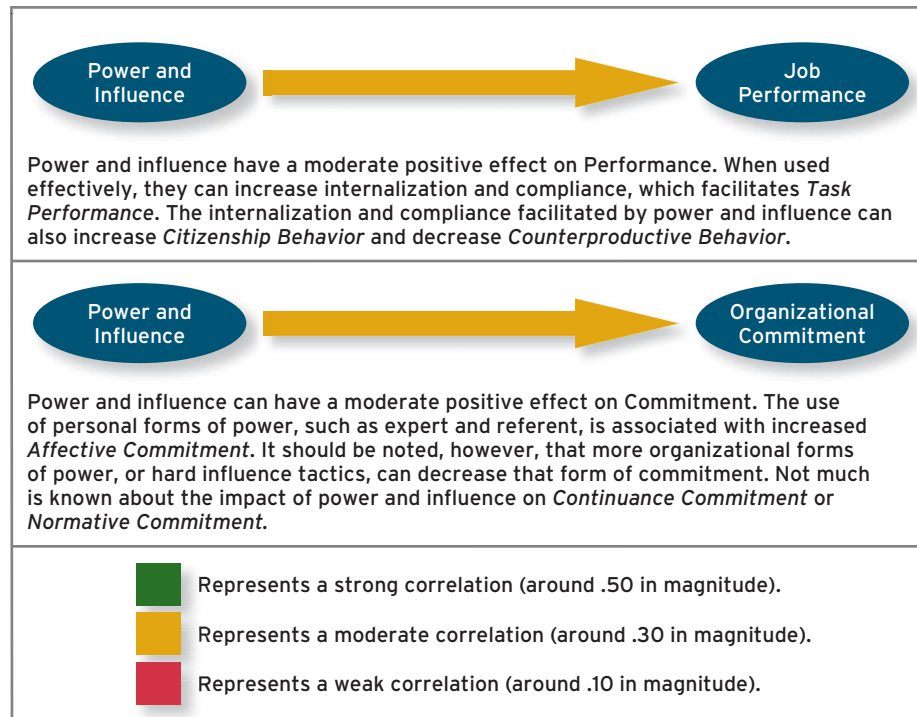 Power and
Influence
Job
Performance
Power and influence have a moderate positive effect on Performance. When used
effectively, they can increase internalization and compliance, which facilitates Task
Performance. The internalization and compliance facilitated by power and influence can
also increase Citizenship Behavior and decrease Counterproductive Behavior.
Power and
Influence
Organizational
Commitment
Power and influence can have a moderate positive effect on Commitment. The use
of personal forms of power, such as expert and referent, is associated with increased
Affective Commitment. It should be noted, however, that more organizational forms
of power, or hard influence tactics, can decrease that form of commitment. Not much
is known about the impact of power and influence on Continuance Commitment or
Normative Commitment.
Represents a strong correlation (around .50 in magnitude).
Represents a moderate correlation (around .30 in magnitude).
Represents a weak correlation (around .10 in magnitude).